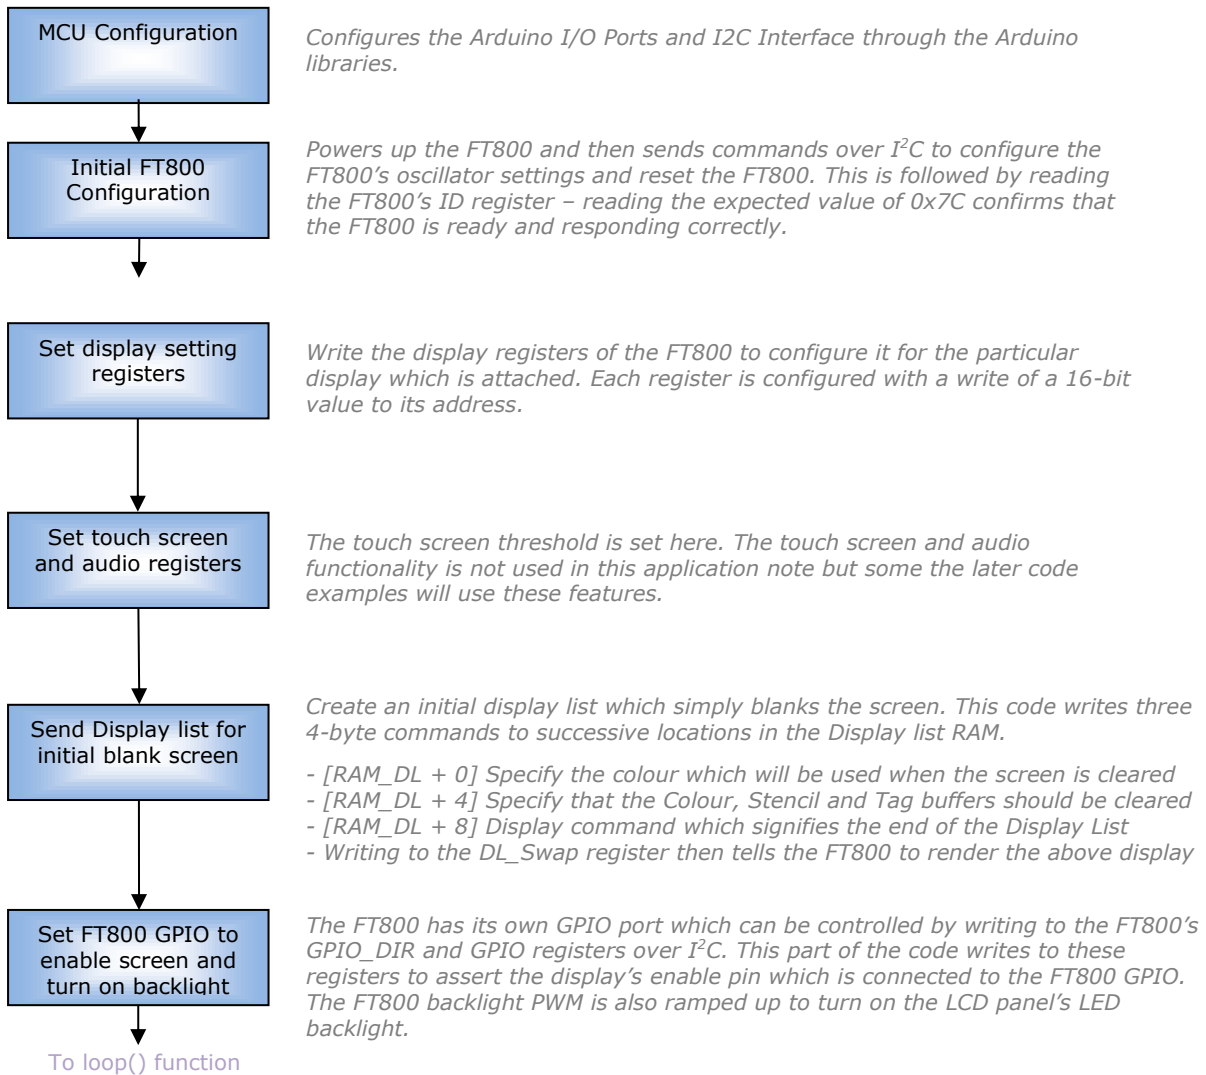 MCU Configuration
Configures the Arduino I/O Ports and I2C Interface through the Arduino
libraries.
Initial FT800
Configuration
Powers up the FT800 and then sends commands over I²C to configure the
FT800’s oscillator settings and reset the FT800. This is followed by reading
the FT800’s ID register – reading the expected value of 0x7C confirms that
the FT800 is ready and responding correctly.
Set display setting
registers
Write the display registers of the FT800 to configure it for the particular
display which is attached. Each register is configured with a write of a 16-bit
value to its address.
Set touch screen
and audio registers
The touch screen threshold is set here. The touch screen and audio
functionality is not used in this application note but some the later code
examples will use these features.
Send Display list for
initial blank screen
Create an initial display list which simply blanks the screen. This code writes three
4-byte commands to successive locations in the Display list RAM.
- [RAM_DL + 0] Specify the colour which will be used when the screen is cleared
- [RAM_DL + 4] Specify that the Colour, Stencil and Tag buffers should be cleared
- [RAM_DL + 8] Display command which signifies the end of the Display List
- Writing to the DL_Swap register then tells the FT800 to render the above display
Set FT800 GPIO to
enable screen and
turn on backlight
The FT800 has its own GPIO port which can be controlled by writing to the FT800’s
GPIO_DIR and GPIO registers over I²C. This part of the code writes to these
registers to assert the display’s enable pin which is connected to the FT800 GPIO.
The FT800 backlight PWM is also ramped up to turn on the LCD panel’s LED
backlight.
To loop() function